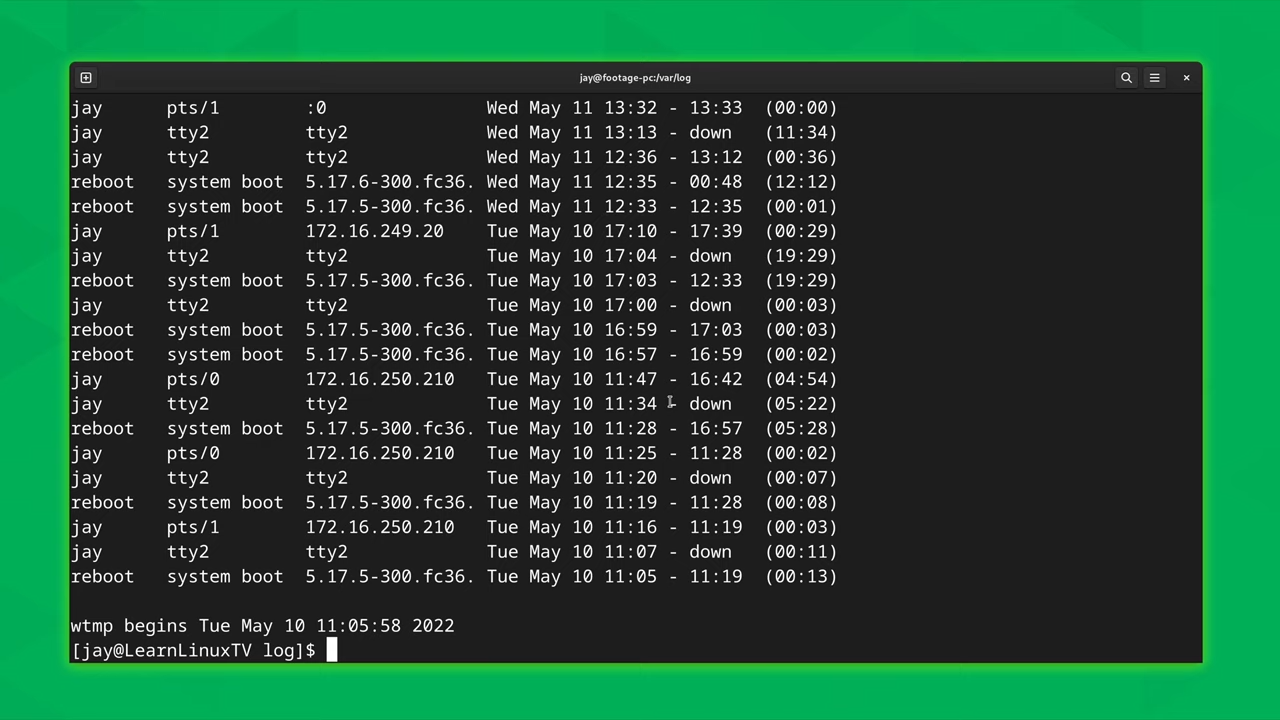 jay@footage-pc:/var/log
jay pts/1 :0 Wed May 11 13:32 - 13:33 (00:00)
jay tty2 tty2 Wed May 11 13:13 - down (11:34)
jay tty2 tty2 Wed May 11 12:36 - 13:12 (00:36)
reboot system boot 5.17.6-300.fc36. Wed May 11 12:35 - 00:48 (12:12)
reboot system boot 5.17.5-300.fc36. Wed May 11 12:33 - 12:35 (00:01)
jay pts/1 172.16.249.20 Tue May 10 17:10 - 17:39 (00:29)
jay tty2 tty2 Tue May 10 17:04 - down (19:29)
reboot system boot 5.17.5-300.fc36. Tue May 10 17:03 - 12:33 (19:29)
jay tty2 tty2 Tue May 10 17:00 - down (00:03)
reboot system boot 5.17.5-300.fc36. Tue May 10 16:59 - 17:03 (00:03)
reboot system boot 5.17.5-300.fc36. Tue May 10 16:57 - 16:59 (00:02)
jay pts/0 172.16.250.210 Tue May 10 11:47 - 16:42 (04:54)
jay tty2 tty2 Tue May 10 11:34 - down (05:22)
reboot system boot 5.17.5-300.fc36. Tue May 10 11:28 - 16:57 (05:28)
jay pts/0 172.16.250.210 Tue May 10 11:25 - 11:28 (00:02)
jay tty2 tty2 Tue May 10 11:20 - down (00:07)
reboot system boot 5.17.5-300.fc36. Tue May 10 11:19 - 11:28 (00:08)
jay pts/1 172.16.250.210 Tue May 10 11:16 - 11:19 (00:03)
jay tty2 tty2 Tue May 10 11:07 - down (00:11)
reboot system boot 5.17.5-300.fc36. Tue May 10 11:05 - 11:19 (00:13)
wtmp begins Tue May 10 11:05:58 2022
[jay@LearnLinuxTV log]$